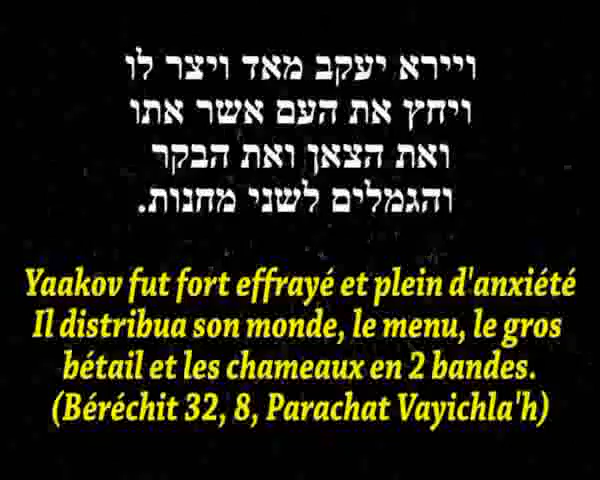 וויירא יעקב מאד ויצר לו
ויחץ את העם אשר אתו
ואת הצאן ואת הבקר
והגמלים לשני מחנות.
Yaakov fut fort effrayé et plein d'anxiété
Il distribua son monde, le menu, le gros
bétail et les chameaux en 2 bandes.
(Béréchit 32, 8, Parachat Vayichla'h)